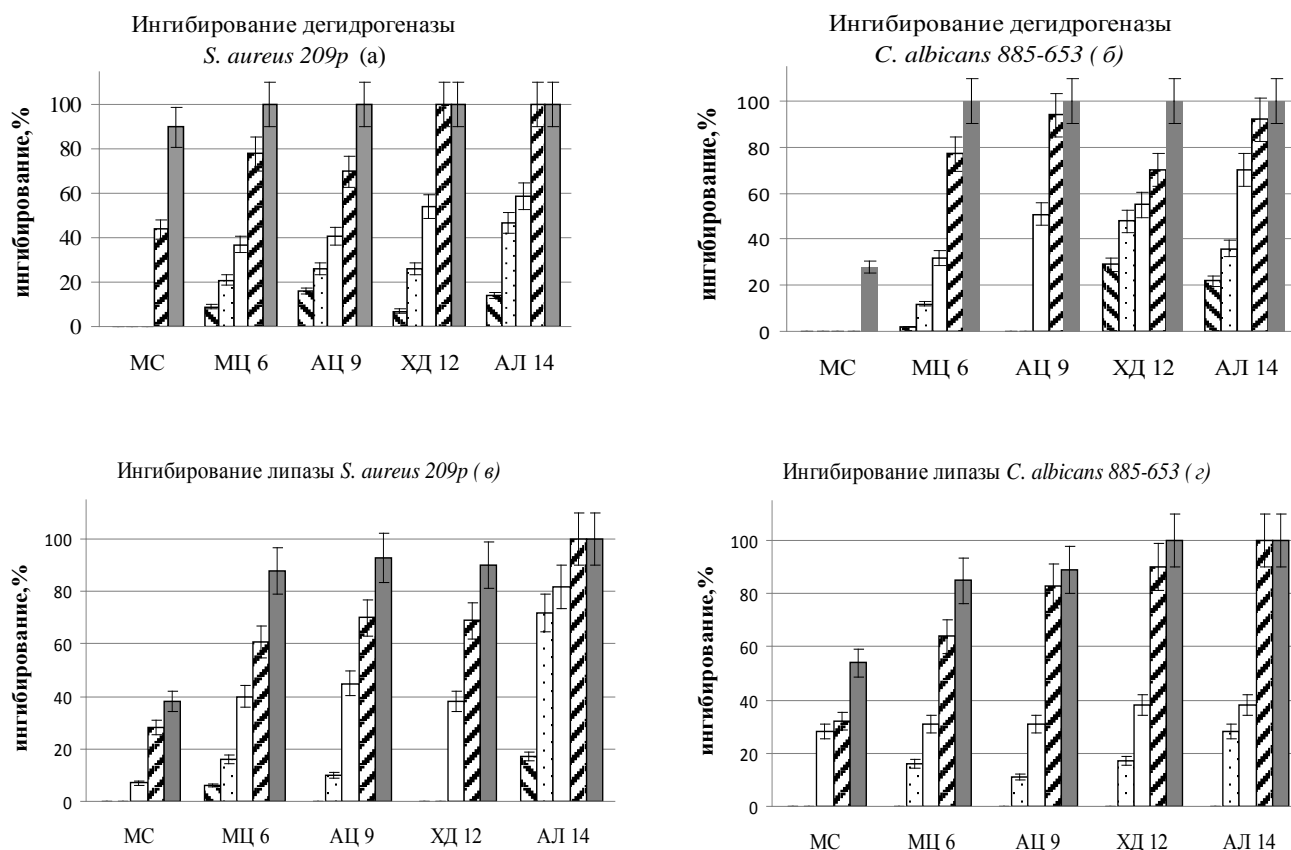 Ингибирование дегидрогеназы
S. aureus 209p (а)
ингибирование,%
100
80
60
40
20
0
МС МЦ 6 АЦ 9 ХД 12 АЛ 14
Ингибирование дегидрогеназы
C. albicans 885-653 ( б)
ингибирование,%
100
80
60
40
20
0
МС МЦ 6 АЦ 9 ХД 12 АЛ 14
Ингибирование липазы S. aureus 209p ( в)
ингибирование,%
100
80
60
40
20
0
МС МЦ 6 АЦ 9 ХД 12 АЛ 14
Ингибирование липазы C. albicans 885-653 ( г)
ингибирование,%
100
80
60
40
20
0
МС МЦ 6 АЦ 9 ХД 12 АЛ 14